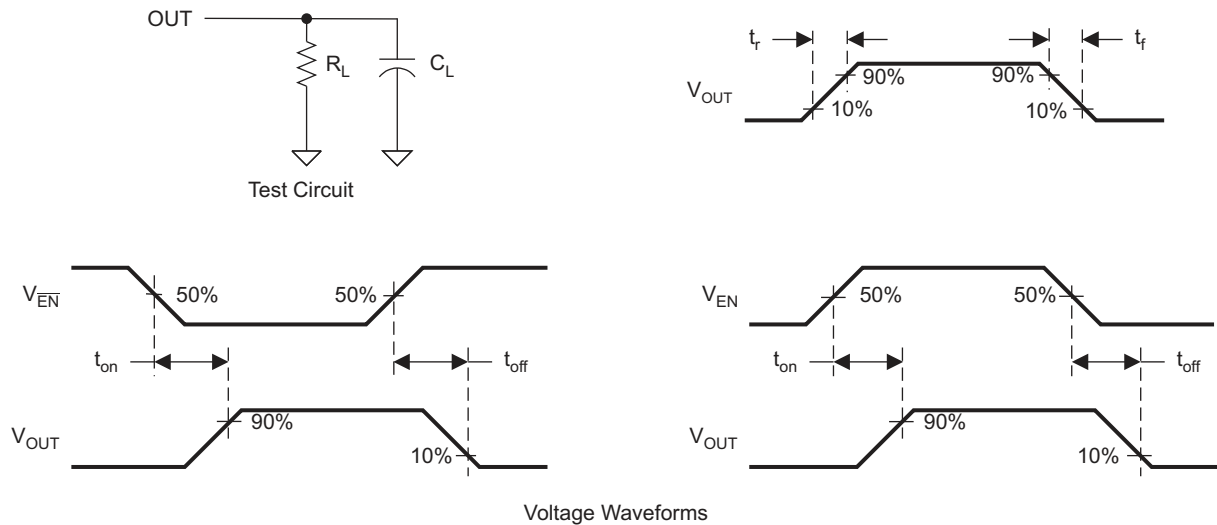 OUT
R_L
C_L
Test Circuit
t_r
t_f
90%
90%
V_OUT
10%
10%
V_E̅N̅
50%
50%
t_on
t_off
V_OUT
90%
10%
V_EN
50%
50%
t_on
t_off
V_OUT
90%
10%
Voltage Waveforms